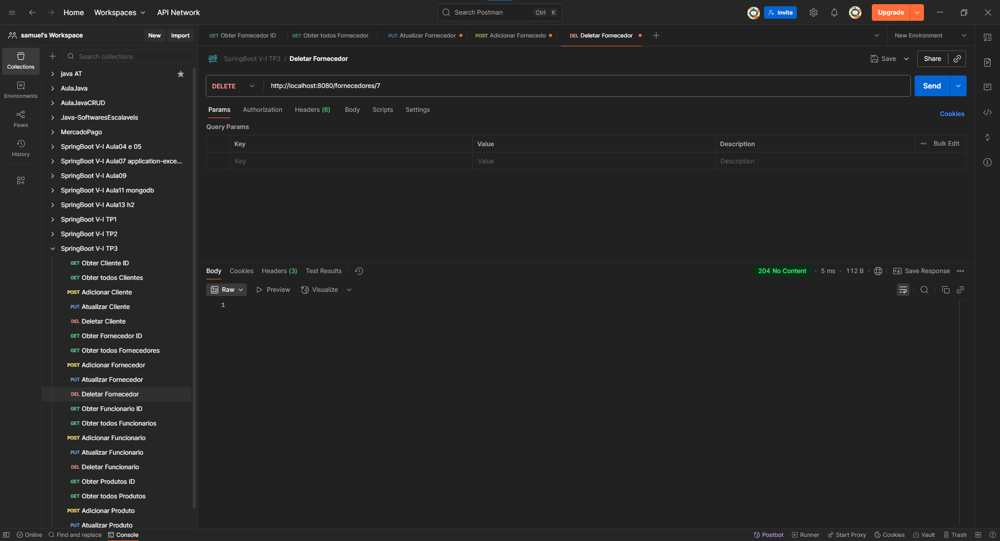 Home Workspaces API Network Search Postman Ctrl K Invite Upgrade
samuel's Workspace New Import
GET Obter Fornecedor ID GET Obter todos Fornecedor PUT Atualizar Fornecedor POST Adicionar Fornecedo DEL Deletar Fornecedor New Environment
Search collections
HTTP SpringBoot V-I TP3 / Deletar Fornecedor Save Share
Collections
Environments
Flows
History
java AT
AulaJava
AulaJavaCRUD
Java-SoftwaresEscalaveis
MercadoPago
SpringBoot V-I Aula04 e 05
SpringBoot V-I Aula07 application-exce...
SpringBoot V-I Aula09
SpringBoot V-I Aula11 mongodb
SpringBoot V-I Aula13 h2
SpringBoot V-I TP1
SpringBoot V-I TP2
SpringBoot V-I TP3
GET Obter Cliente ID
GET Obter todos Clientes
POST Adicionar Cliente
PUT Atualizar Cliente
DEL Deletar Cliente
GET Obter Fornecedor ID
GET Obter todos Fornecedores
POST Adicionar Fornecedor
PUT Atualizar Fornecedor
DEL Deletar Fornecedor
GET Obter Funcionario ID
GET Obter todos Funcionarios
POST Adicionar Funcionario
PUT Atualizar Funcionario
DEL Deletar Funcionario
GET Obter Produtos ID
GET Obter todos Produtos
POST Adicionar Produto
PUT Atualizar Produto
DELETE http://localhost:8080/fornecedores/7 Send
Params Authorization Headers (6) Body Scripts Settings Cookies
Query Params
Key Value Description Bulk Edit
Key Value Description
Body Cookies Headers (3) Test Results 204 No Content 5 ms 112 B e.g. Save Response
Raw Preview Visualize
1
Online Find and replace Console Postbot Runner Start Proxy Cookies Vault Trash